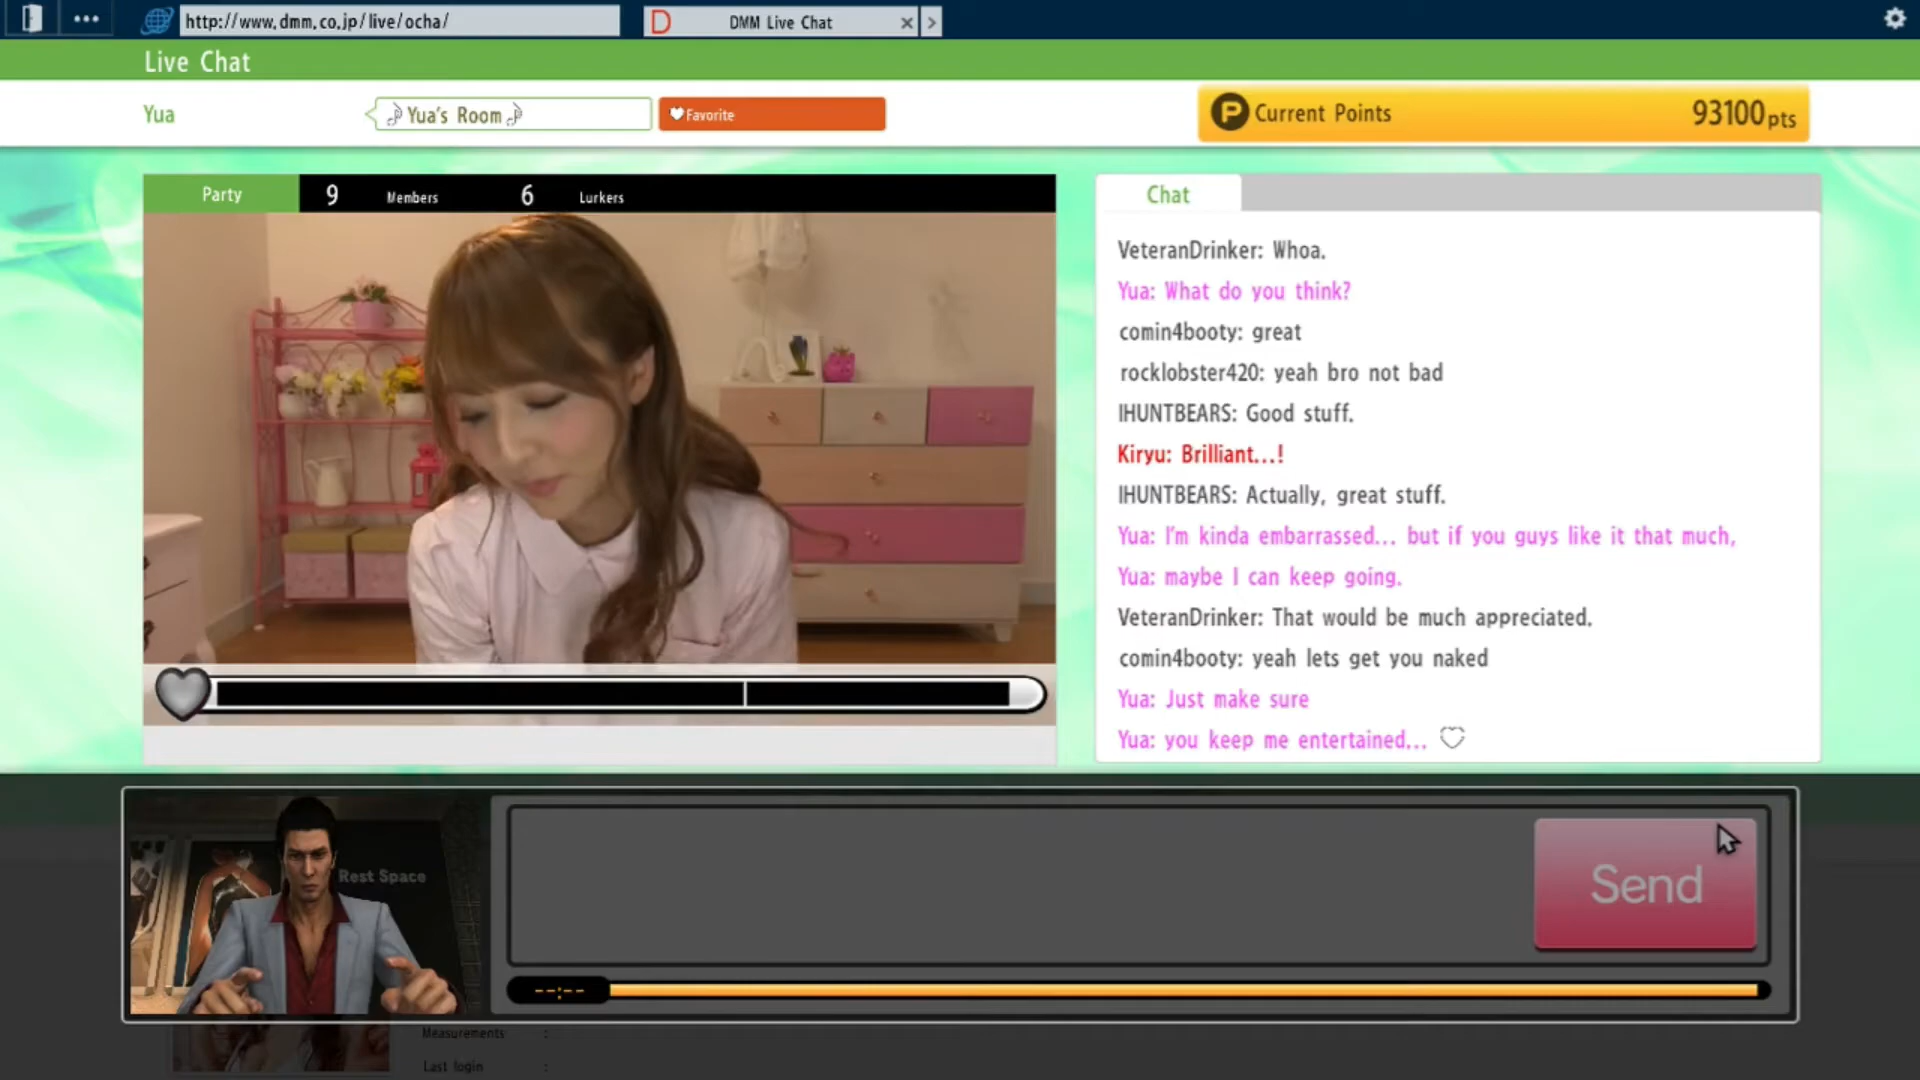 http://www.dmm.co.jp/live/ocha/
D DMM Live Chat
Live Chat
Yua
♪Yua's Room♪
Favorite
P Current Points 93100pts
Party 9 Members 6 Lurkers
Chat
VeteranDrinker: Whoa.
Yua: What do you think?
comin4booty: great
rocklobster420: yeah bro not bad
IHUNTBEARS: Good stuff.
Kiryu: Brilliant...!
IHUNTBEARS: Actually, great stuff.
Yua: I'm kinda embarrassed... but if you guys like it that much,
Yua: maybe I can keep going.
VeteranDrinker: That would be much appreciated.
comin4booty: yeah lets get you naked
Yua: Just make sure
Yua: you keep me entertained... ♡
Rest Space
Send
--:--
Measurements :
Last login :